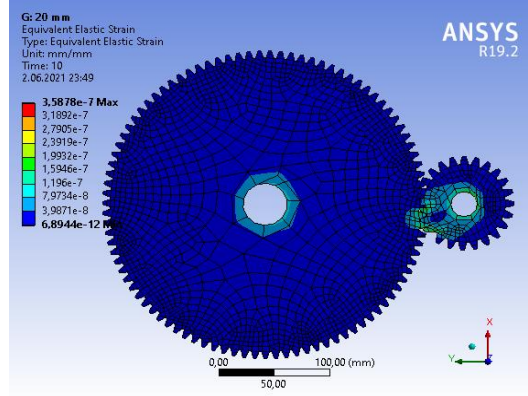 G: 20 mm
Equivalent Elastic Strain
Type: Equivalent Elastic Strain
Unit: mm/mm
Time: 10
2.06.2021 23:49
ANSYS
R19.2
3,5878e-7 Max
3,1892e-7
2,7905e-7
2,3919e-7
1,9932e-7
1,5946e-7
1,196e-7
7,9734e-8
3,9871e-8
6,8944e-12
0,00
100,00 (mm)
50,00
X
Y